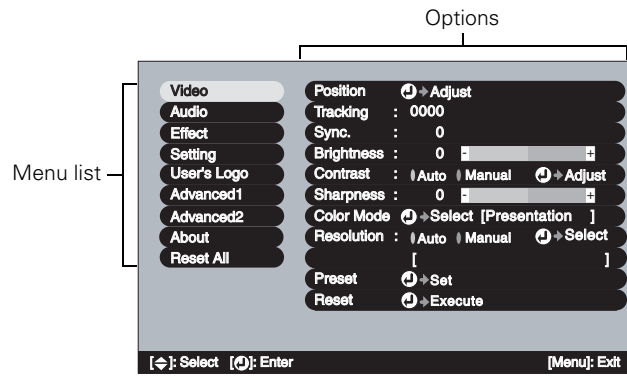 Options
Menu list
Video
Audio
Effect
Setting
User's Logo
Advanced1
Advanced2
About
Reset All
Position Adjust
Tracking : 0000
Sync. : 0
Brightness : 0 - +
Contrast : Auto Manual Adjust
Sharpness : 0 - +
Color Mode Select [Presentation ]
Resolution : Auto Manual Select
[ ]
Preset Set
Reset Execute
[ ]: Select [ ]: Enter [Menu]: Exit